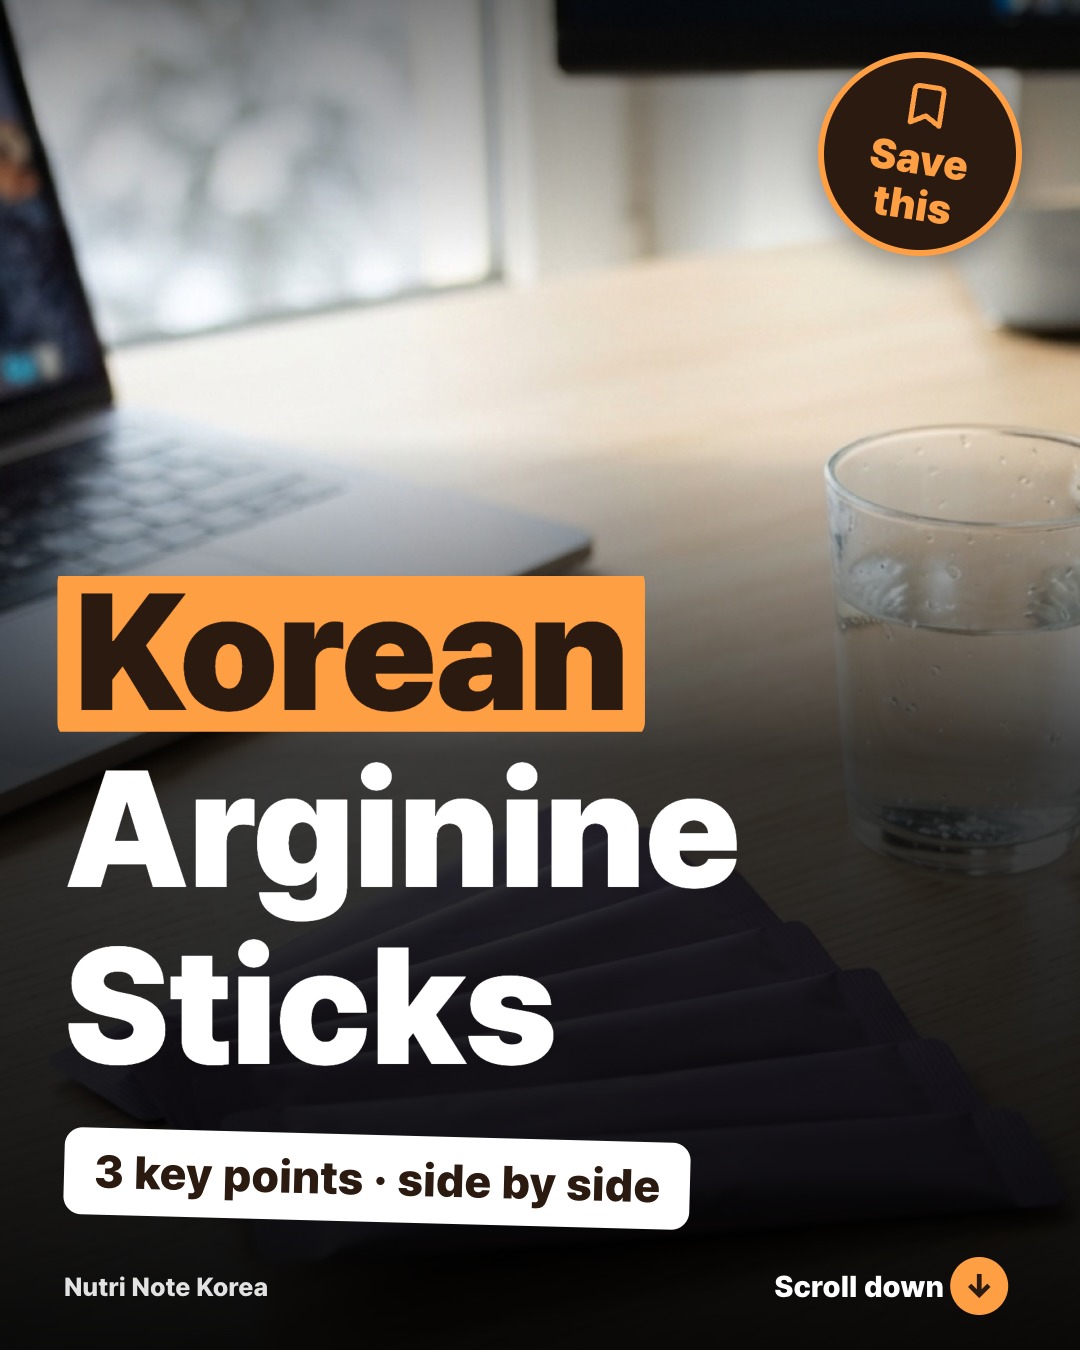 Save
this
Korean
Arginine
Sticks
3 key points · side by side
Nutri Note Korea
Scroll down